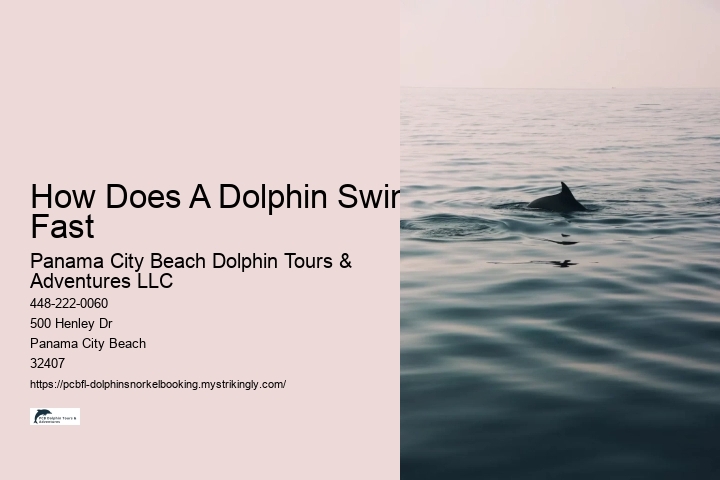 How Does A Dolphin Swi
Fast
Panama City Beach Dolphin Tours &
Adventures LLC
448-222-0060
500 Henley Dr
Panama City Beach
32407
https://pcbfl-dolphinsnorkelbooking.mystrikingly.com/
PCB Dolphin Tours &
Adventures